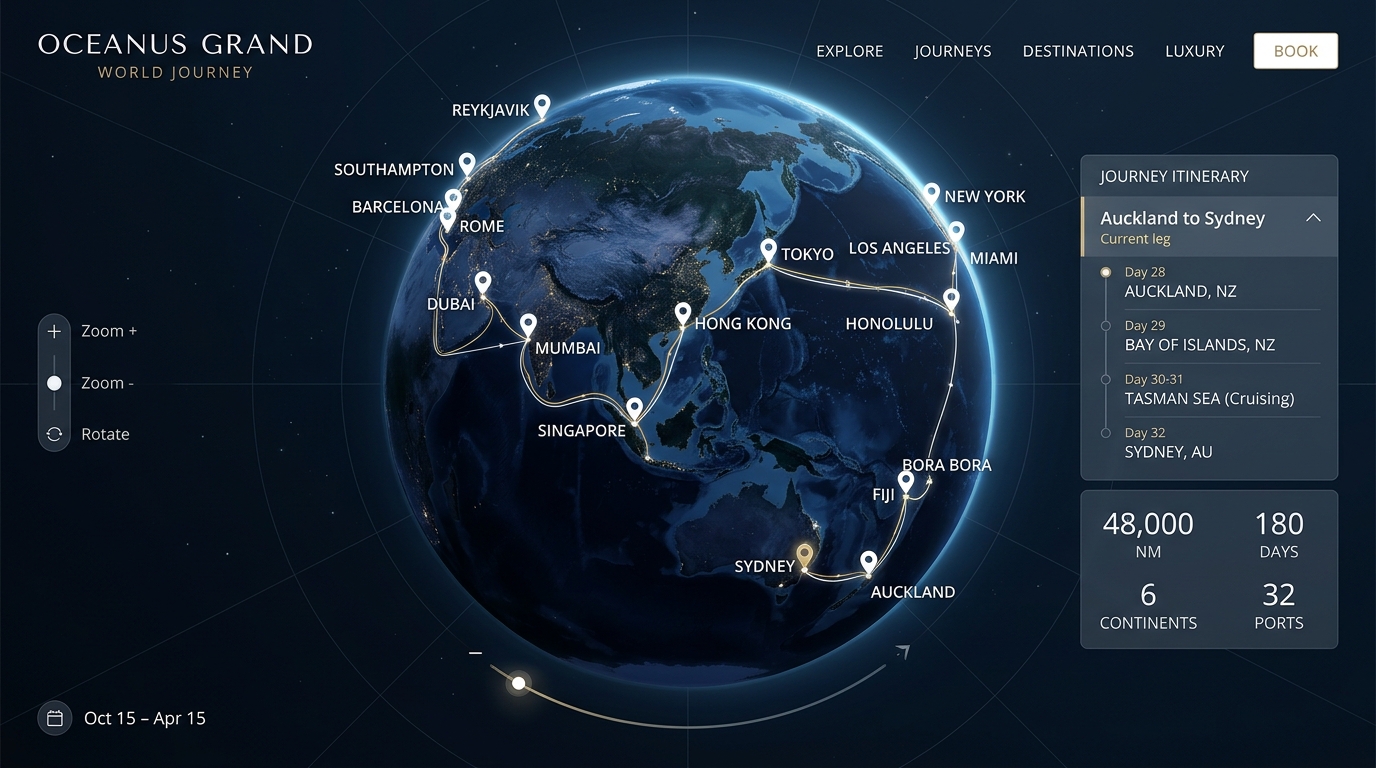 OCEANUS GRAND
WORLD JOURNEY
EXPLORE
JOURNEYS
DESTINATIONS
LUXURY
BOOK
REYKJAVIK
SOUTHAMPTON
BARCELONA
ROME
DUBAI
MUMBAI
SINGAPORE
HONG KONG
TOKYO
LOS ANGELES
NEW YORK
MIAMI
HONOLULU
BORA BORA
FIJI
SYDNEY
AUCKLAND
Zoom +
Zoom -
Rotate
JOURNEY ITINERARY
Auckland to Sydney
Current leg
Day 28
AUCKLAND, NZ
Day 29
BAY OF ISLANDS, NZ
Day 30-31
TASMAN SEA (Cruising)
Day 32
SYDNEY, AU
48,000
NM
180
DAYS
6
CONTINENTS
32
PORTS
Oct 15 – Apr 15